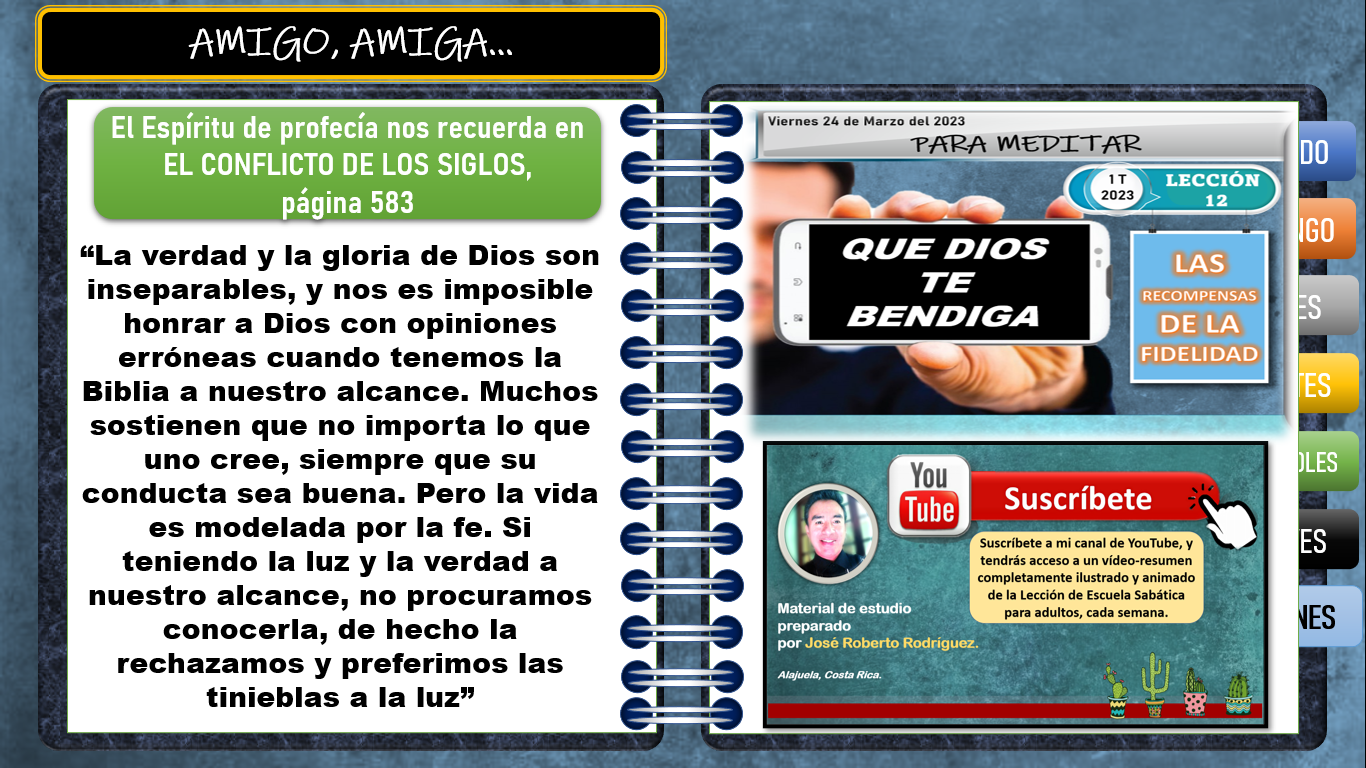 AMIGO, AMIGA...
El Espíritu de profecía nos recuerda en
EL CONFLICTO DE LOS SIGLOS,
página 583
“La verdad y la gloria de Dios son
inseparables, y nos es imposible
honrar a Dios con opiniones
erróneas cuando tenemos la
Biblia a nuestro alcance. Muchos
sostienen que no importa lo que
uno cree, siempre que su
conducta sea buena. Pero la vida
es modelada por la fe. Si
teniendo la luz y la verdad a
nuestro alcance, no procuramos
conocerla, de hecho la
rechazamos y preferimos las
tinieblas a la luz”
Viernes 24 de Marzo del 2023
PARA MEDITAR
1 T
2023
LECCIÓN
12
QUE DIOS
TE
BENDIGA
LAS
RECOMPENSAS
DE LA
FIDELIDAD
You
Tube
Suscríbete
Suscríbete a mi canal de YouTube, y
tendrás acceso a un vídeo-resumen
completamente ilustrado y animado
de la Lección de Escuela Sabática
para adultos, cada semana.
Material de estudio
preparado
por José Roberto Rodríguez.
Alajuela, Costa Rica.
DO
NGO
ES
TES
OLES
ES
NES